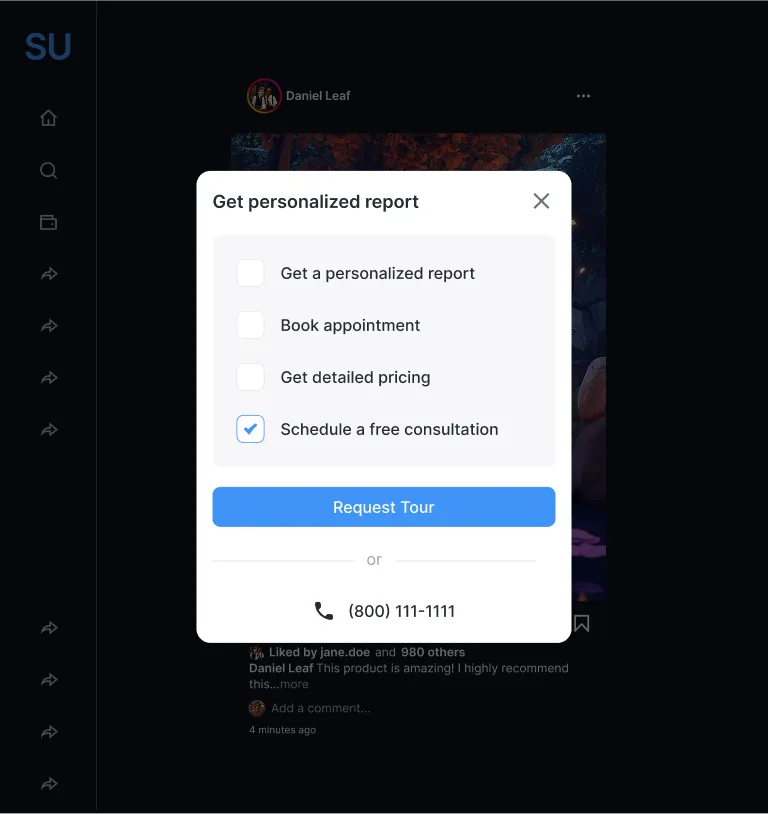 SU
Daniel Leaf
Get personalized report
Get a personalized report
Book appointment
Get detailed pricing
Schedule a free consultation
Request Tour
or
(800) 111-1111
Liked by jane.doe and 980 others
Daniel Leaf This product is amazing! I highly recommend
this...more
Add a comment...
4 minutes ago